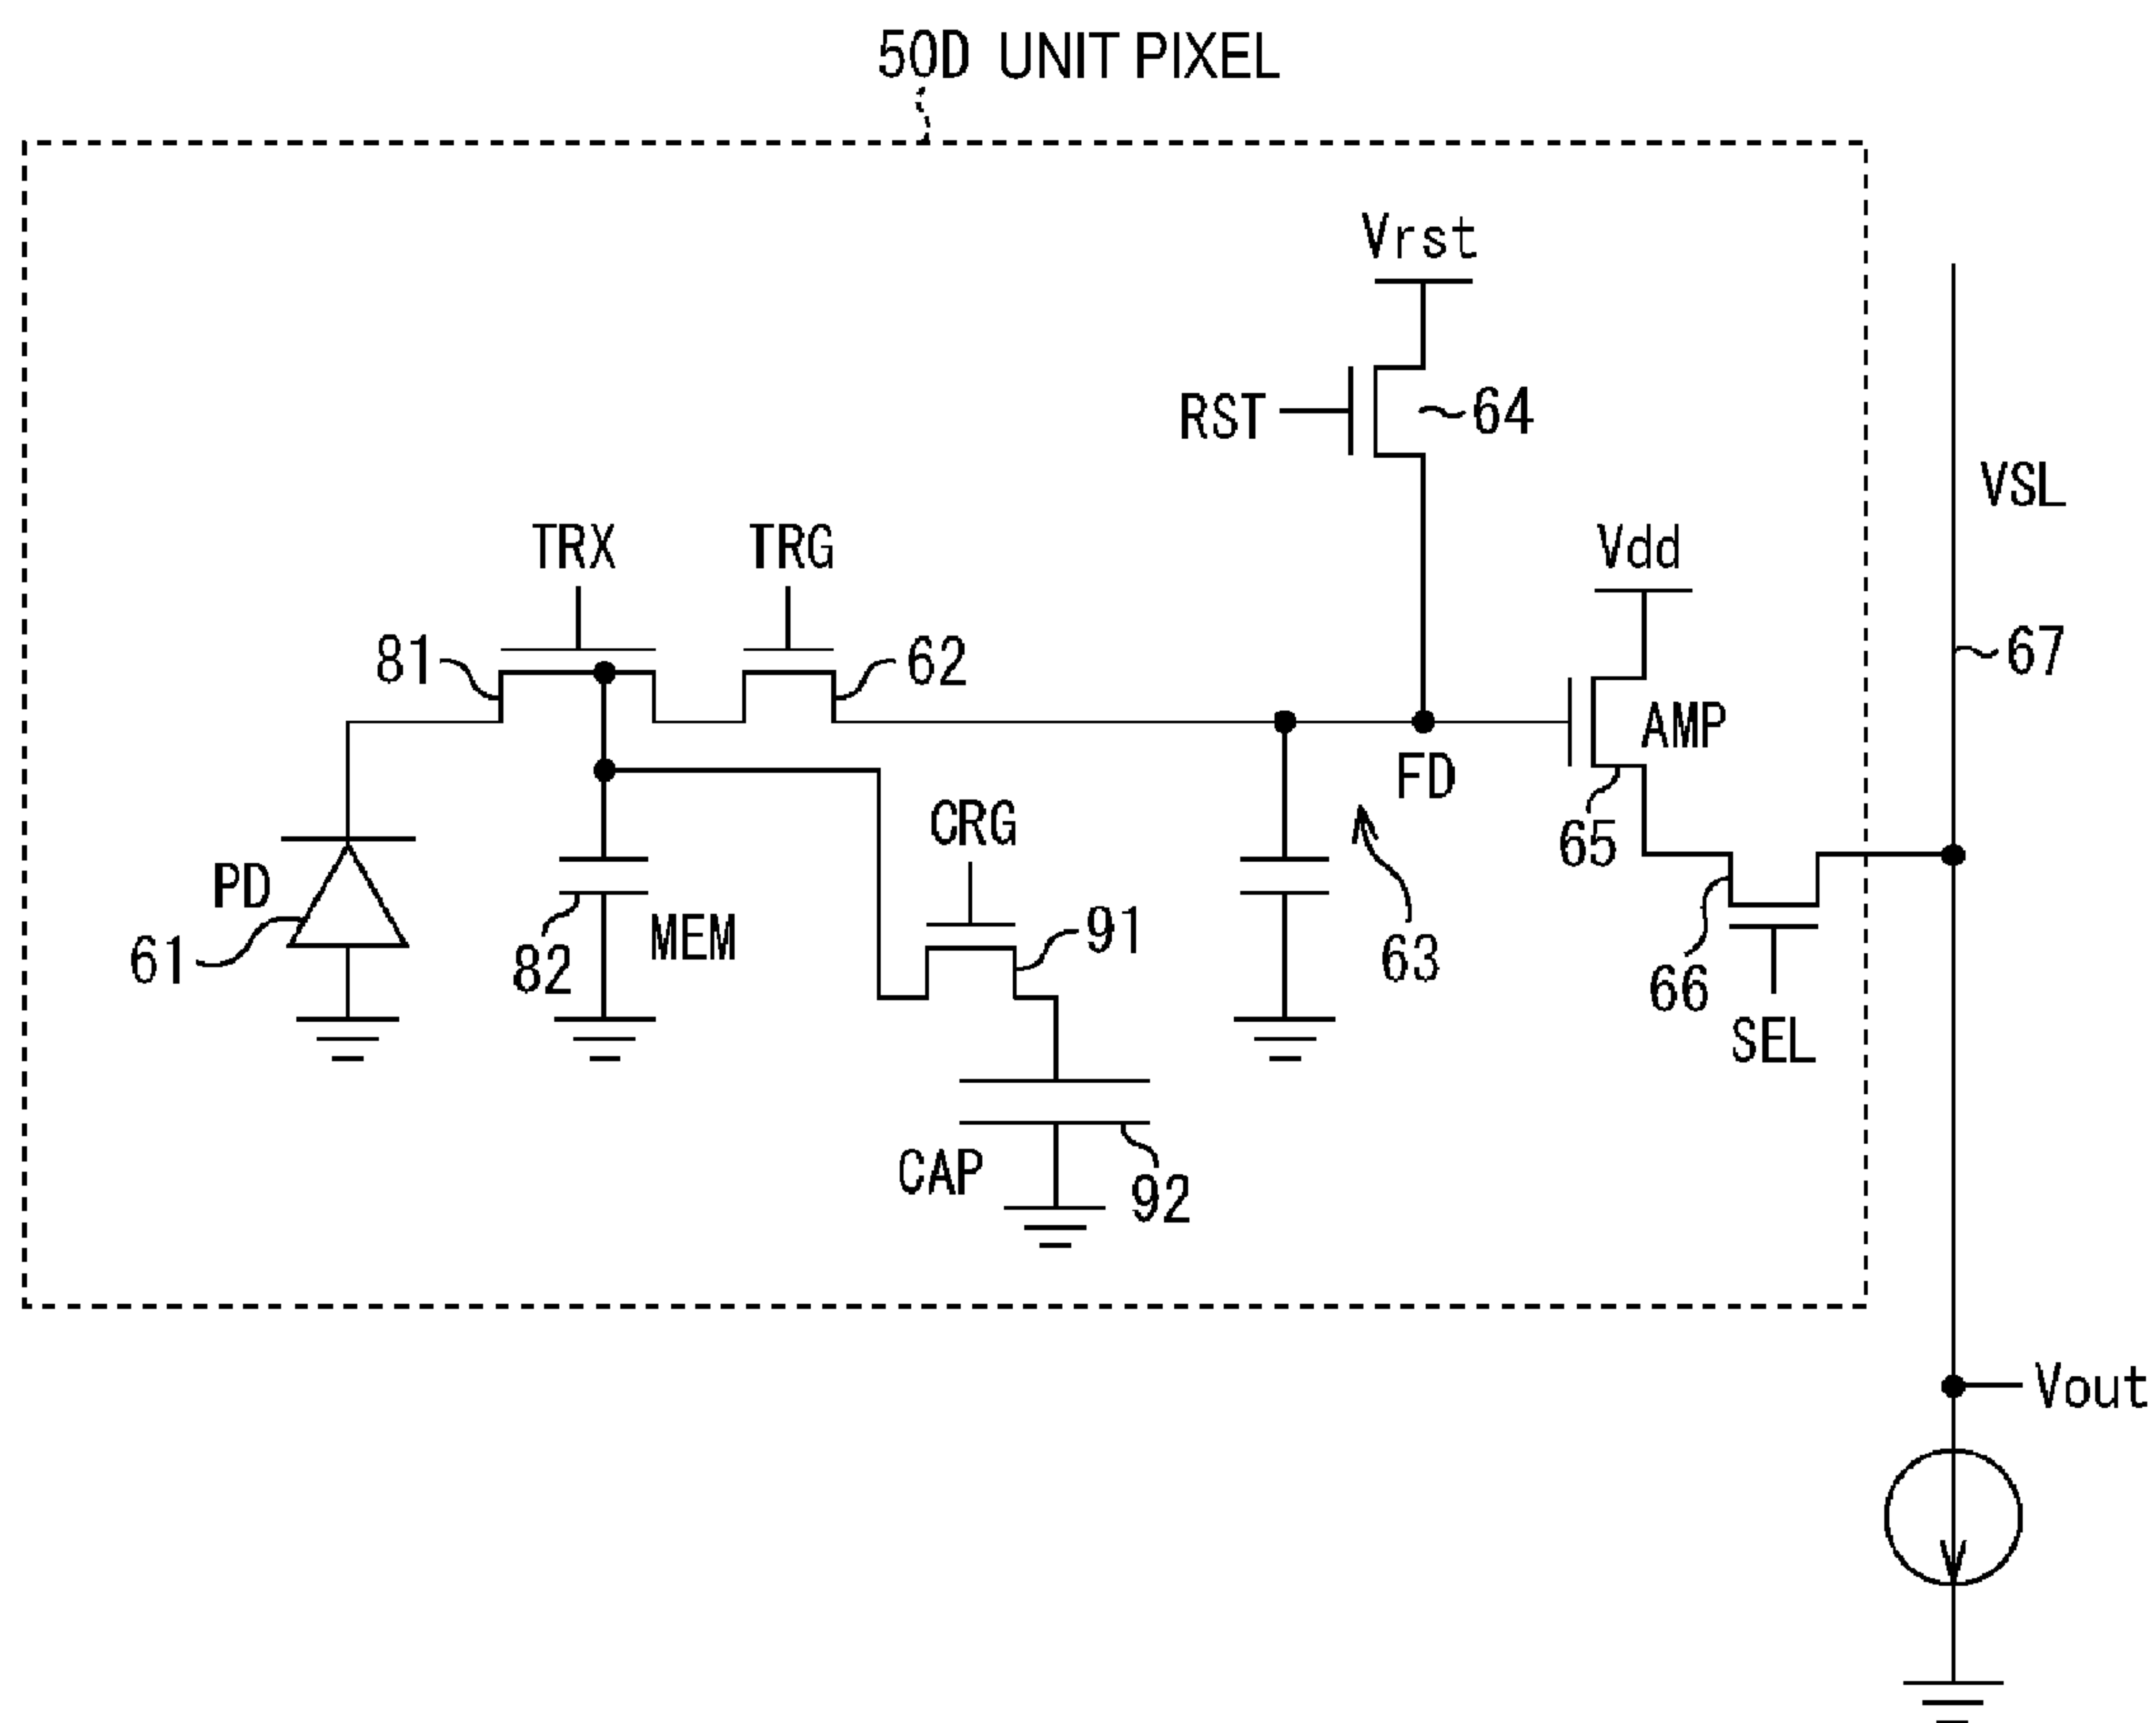 50D UNIT PIXEL
Vrst
RST
64
VSL
TRX
TRG
Vdd
81
62
67
AMP
FD
CRG
65
PD
61
82
MEM
91
63
66
SEL
CAP
92
Vout